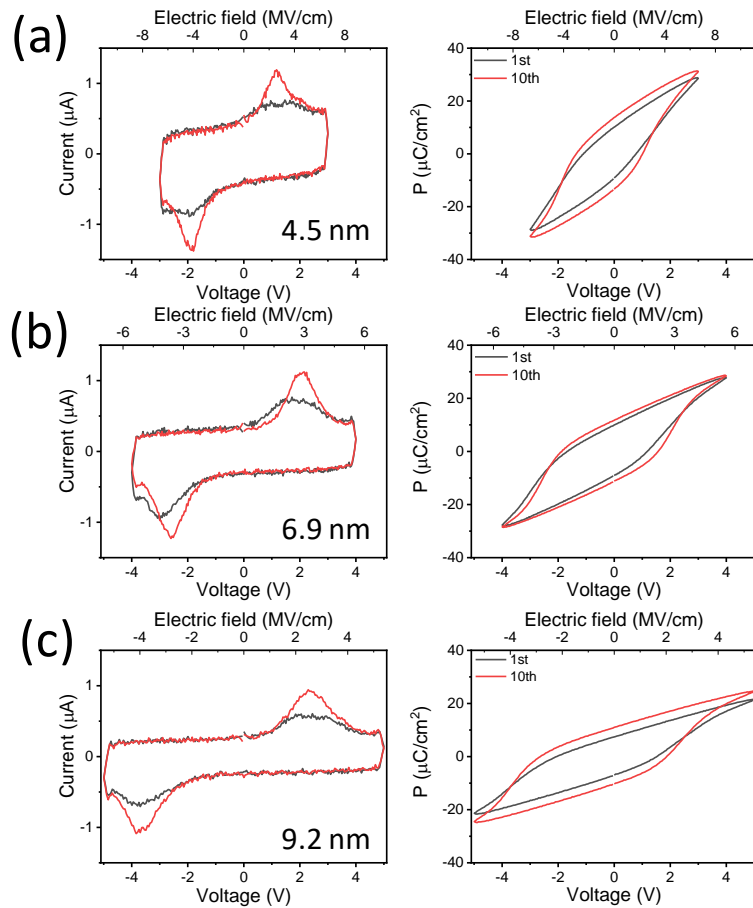 (a)
Electric field (MV/cm)
-8 -4 0 4 8
Current (µA)
1
0
-1
4.5 nm
-4 -2 0 2 4
Voltage (V)
Electric field (MV/cm)
-8 -4 0 4 8
P (µC/cm²)
40
20
0
-20
-40
1st
10th
-4 -2 0 2 4
Voltage (V)
(b)
Electric field (MV/cm)
-6 -3 0 3 6
Current (µA)
1
0
-1
6.9 nm
-4 -2 0 2 4
Voltage (V)
Electric field (MV/cm)
-6 -3 0 3 6
P (µC/cm²)
40
20
0
-20
-40
1st
10th
-4 -2 0 2 4
Voltage (V)
(c)
Electric field (MV/cm)
-4 -2 0 2 4
Current (µA)
1
0
-1
9.2 nm
-4 -2 0 2 4
Voltage (V)
Electric field (MV/cm)
-4 -2 0 2 4
P (µC/cm²)
40
20
0
-20
-40
1st
10th
-4 -2 0 2 4
Voltage (V)